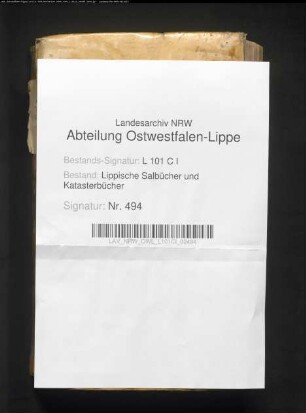 Landesarchiv NRW
Abteilung Ostwestfalen-Lippe
Bestands-Signatur: L 101 C I
Bestand: Lippische Salbücher und
Katasterbücher
Signatur: Nr. 494